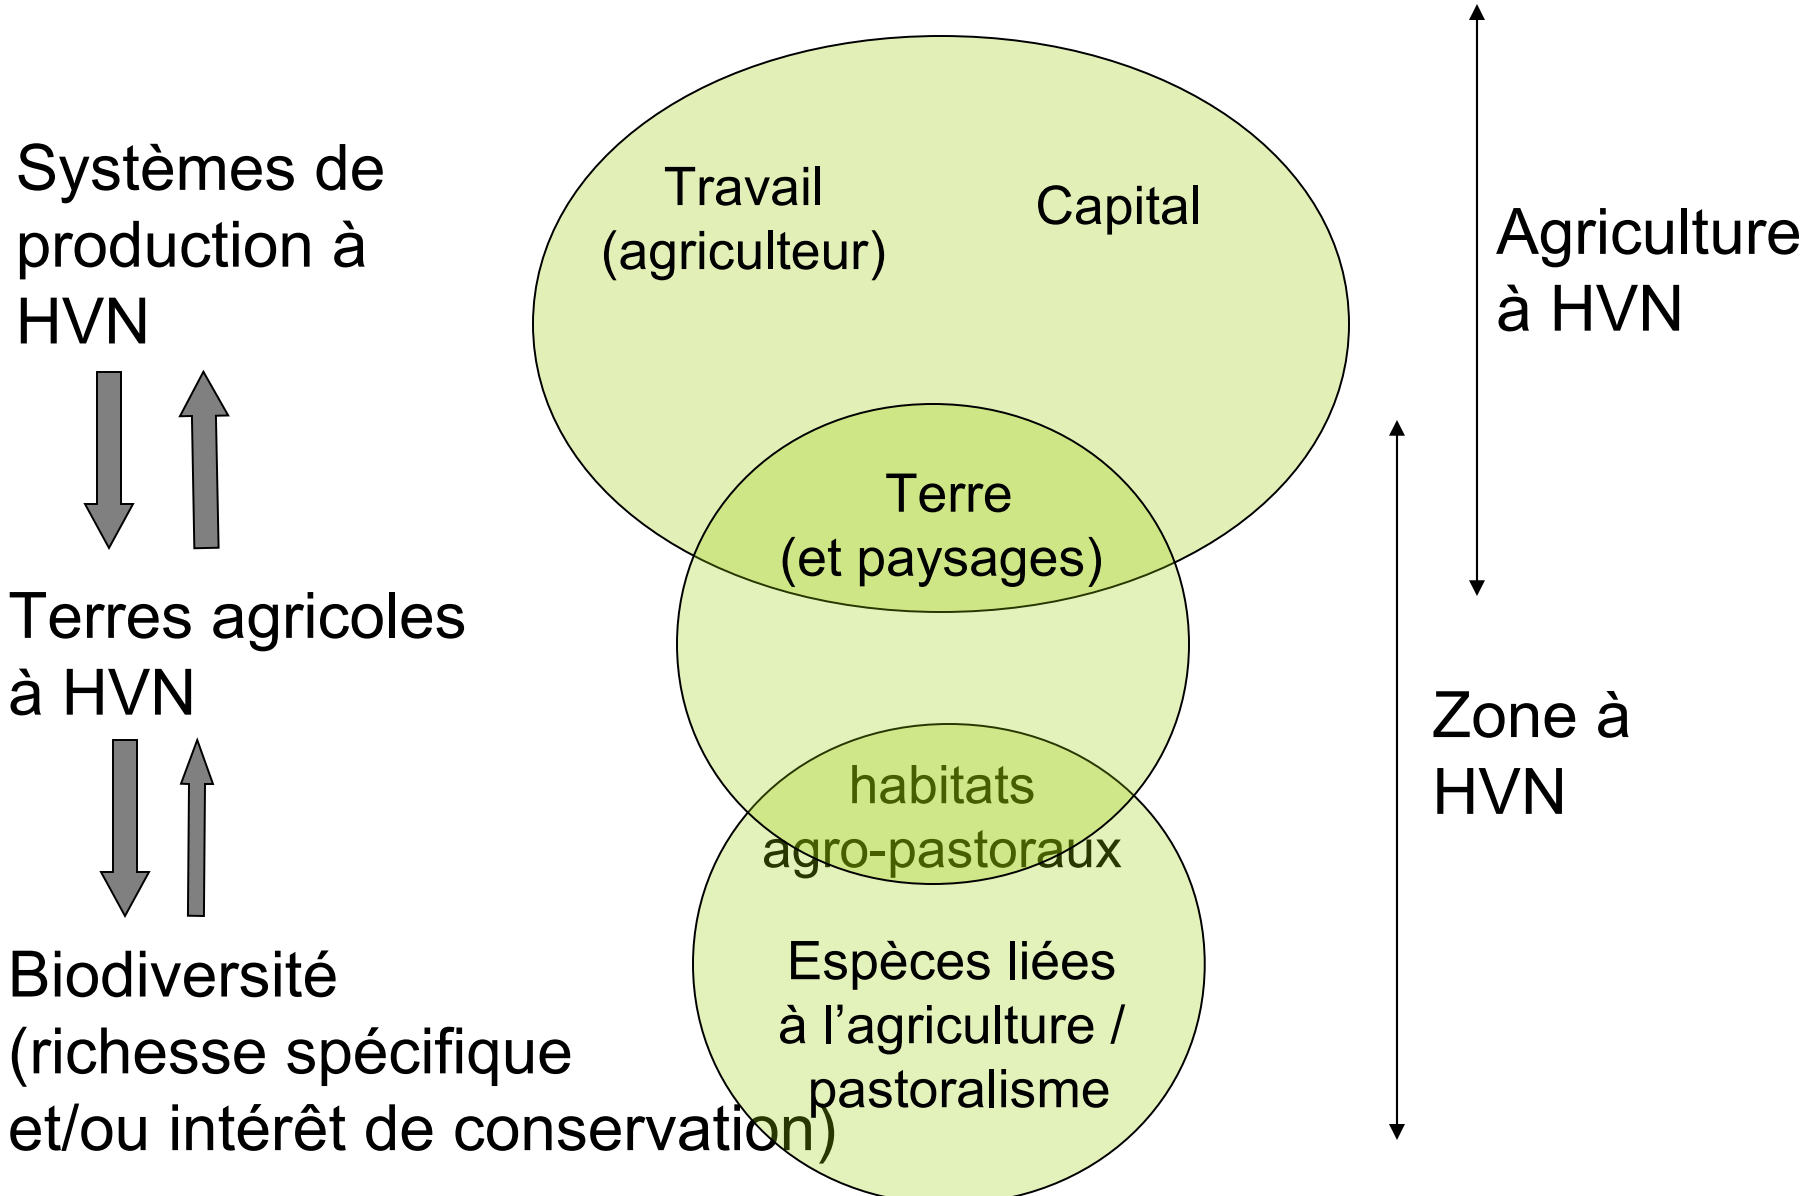 Systèmes de
production à
HVN
Travail
(agriculteur)
Capital
Agriculture
à HVN
Terre
(et paysages)
Terres agricoles
à HVN
Zone à
HVN
habitats
agro-pastoraux
Biodiversité
(richesse spécifique
et/ou intérêt de conservation)
Espèces liées
à l’agriculture /
pastoralisme